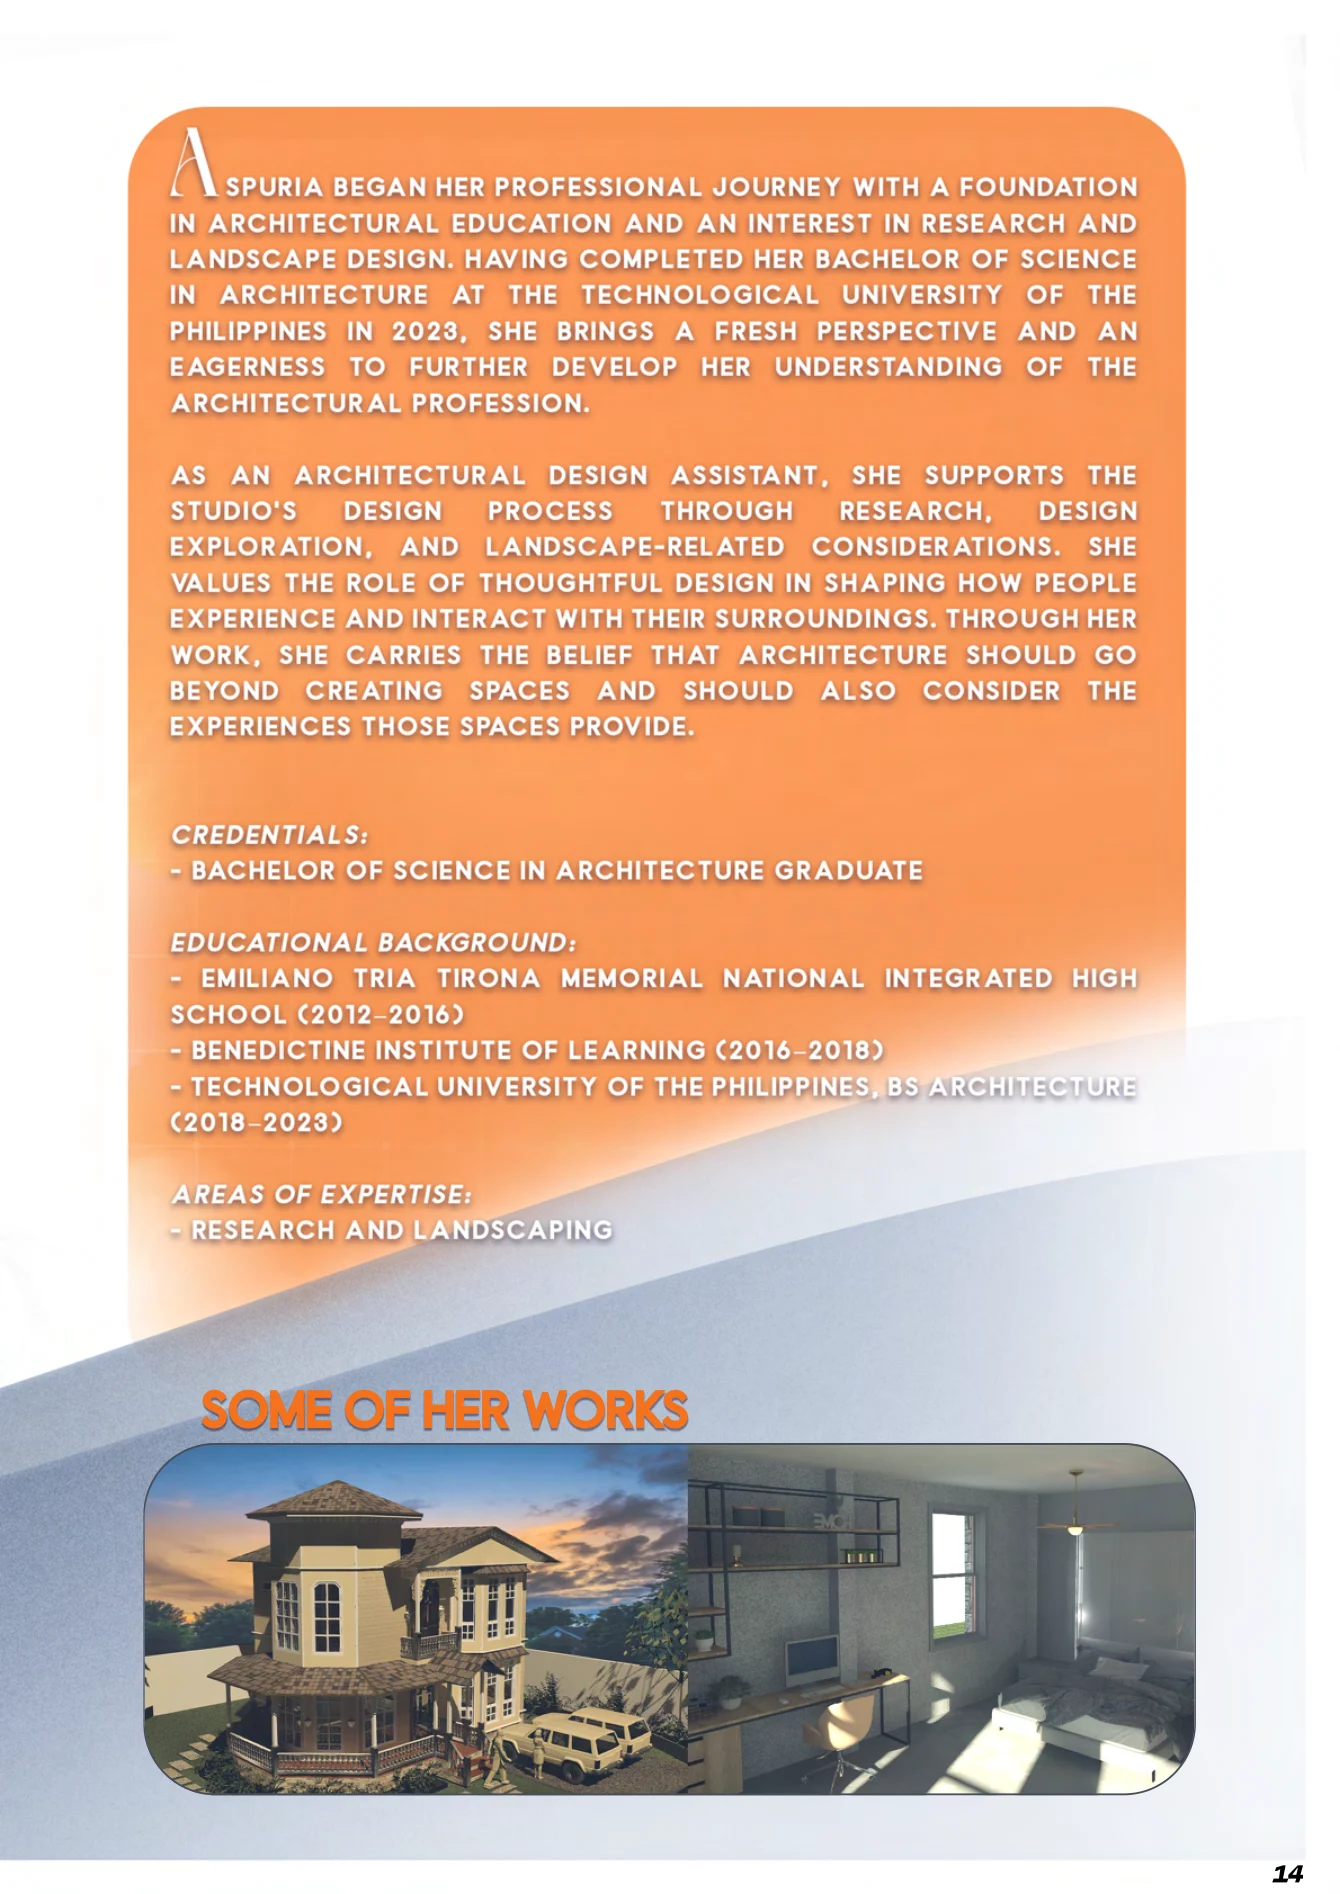 ASPURIA BEGAN HER PROFESSIONAL JOURNEY WITH A FOUNDATION
IN ARCHITECTURAL EDUCATION AND AN INTEREST IN RESEARCH AND
LANDSCAPE DESIGN. HAVING COMPLETED HER BACHELOR OF SCIENCE
IN ARCHITECTURE AT THE TECHNOLOGICAL UNIVERSITY OF THE
PHILIPPINES IN 2023, SHE BRINGS A FRESH PERSPECTIVE AND AN
EAGERNESS TO FURTHER DEVELOP HER UNDERSTANDING OF THE
ARCHITECTURAL PROFESSION.
AS AN ARCHITECTURAL DESIGN ASSISTANT, SHE SUPPORTS THE
STUDIO'S DESIGN PROCESS THROUGH RESEARCH, DESIGN
EXPLORATION, AND LANDSCAPE-RELATED CONSIDERATIONS. SHE
VALUES THE ROLE OF THOUGHTFUL DESIGN IN SHAPING HOW PEOPLE
EXPERIENCE AND INTERACT WITH THEIR SURROUNDINGS. THROUGH HER
WORK, SHE CARRIES THE BELIEF THAT ARCHITECTURE SHOULD GO
BEYOND CREATING SPACES AND SHOULD ALSO CONSIDER THE
EXPERIENCES THOSE SPACES PROVIDE.
CREDENTIALS:
- BACHELOR OF SCIENCE IN ARCHITECTURE GRADUATE
EDUCATIONAL BACKGROUND:
- EMILIANO TRIA TIRONA MEMORIAL NATIONAL INTEGRATED HIGH
SCHOOL (2012–2016)
- BENEDICTINE INSTITUTE OF LEARNING (2016–2018)
- TECHNOLOGICAL UNIVERSITY OF THE PHILIPPINES, BS ARCHITECTURE
(2018–2023)
AREAS OF EXPERTISE:
- RESEARCH AND LANDSCAPING
SOME OF HER WORKS
14